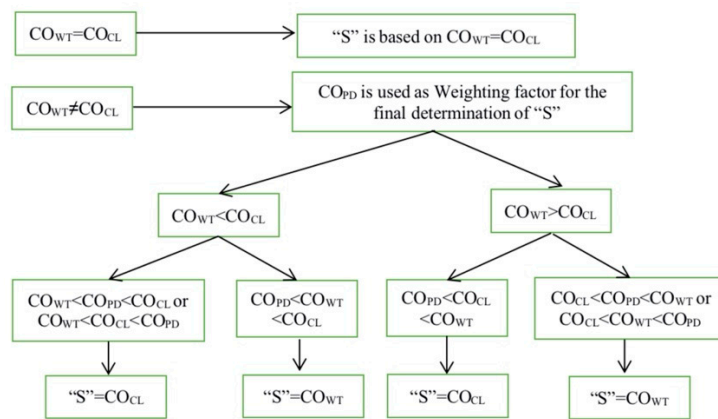 COWT=COCL
“S” is based on COWT=COCL
COWT≠COCL
COPD is used as Weighting factor for the
final determination of “S”
COWT<COCL
COWT>COCL
COWT<COPD<COCL or
COWT<COCL<COPD
COPD<COWT
<COCL
COPD<COCL
<COWT
COCL<COPD<COWT or
COCL<COWT<COPD
“S”=COCL
“S”=COWT
“S”=COCL
“S”=COWT